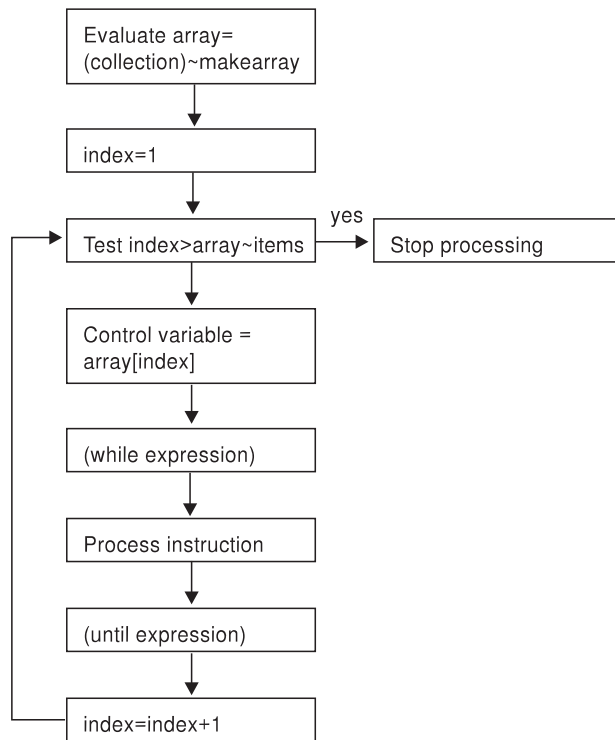 Evaluate array=
(collection)~makearray
index=1
Test index>array~items
yes
Stop processing
Control variable =
array[index]
(while expression)
Process instruction
(until expression)
index=index+1